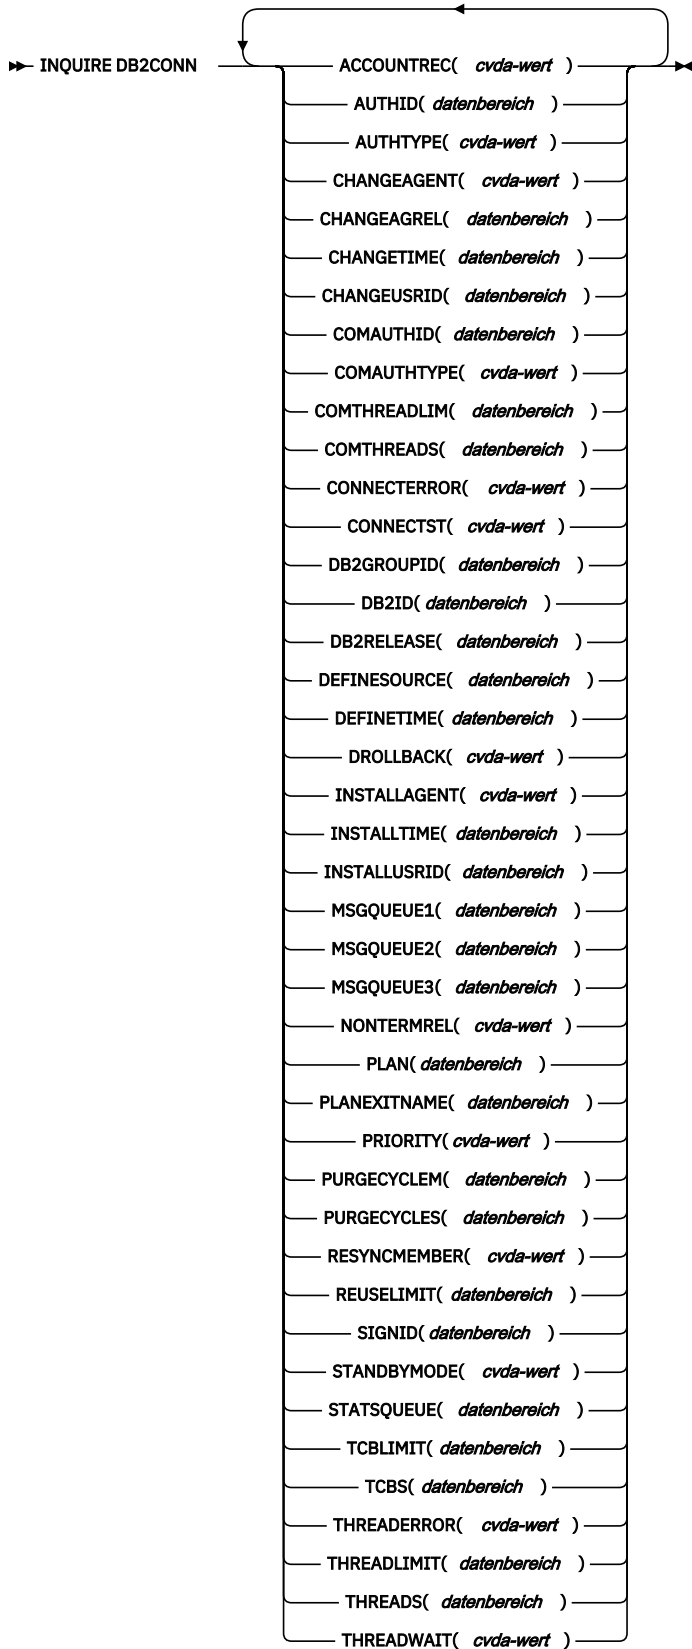 INQUIRE DB2CONN ACCOUNTREC( cvda-wert )
AUTHID( datenbereich )
AUTHTYPE( cvda-wert )
CHANGEAGENT( cvda-wert )
CHANGEAGREL( datenbereich )
CHANGETIME( datenbereich )
CHANGEUSRID( datenbereich )
COMAUTHID( datenbereich )
COMAUTHTYPE( cvda-wert )
COMTHREADLIM( datenbereich )
COMTHREADS( datenbereich )
CONNECTERROR( cvda-wert )
CONNECTST( cvda-wert )
DB2GROUPID( datenbereich )
DB2ID( datenbereich )
DB2RELEASE( datenbereich )
DEFINESOURCE( datenbereich )
DEFINETIME( datenbereich )
DROLLBACK( cvda-wert )
INSTALLAGENT( cvda-wert )
INSTALLTIME( datenbereich )
INSTALLUSRID( datenbereich )
MSGQUEUE1( datenbereich )
MSGQUEUE2( datenbereich )
MSGQUEUE3( datenbereich )
NONTERMREL( cvda-wert )
PLAN( datenbereich )
PLANEXITNAME( datenbereich )
PRIORITY( cvda-wert )
PURGECYCLEM( datenbereich )
PURGECYCLES( datenbereich )
RESYNCMEMBER( cvda-wert )
REUSELIMIT( datenbereich )
SIGNID( datenbereich )
STANDBYMODE( cvda-wert )
STATSQUEUE( datenbereich )
TCBLIMIT( datenbereich )
TCBS( datenbereich )
THREADERROR( cvda-wert )
THREADLIMIT( datenbereich )
THREADS( datenbereich )
THREADWAIT( cvda-wert )